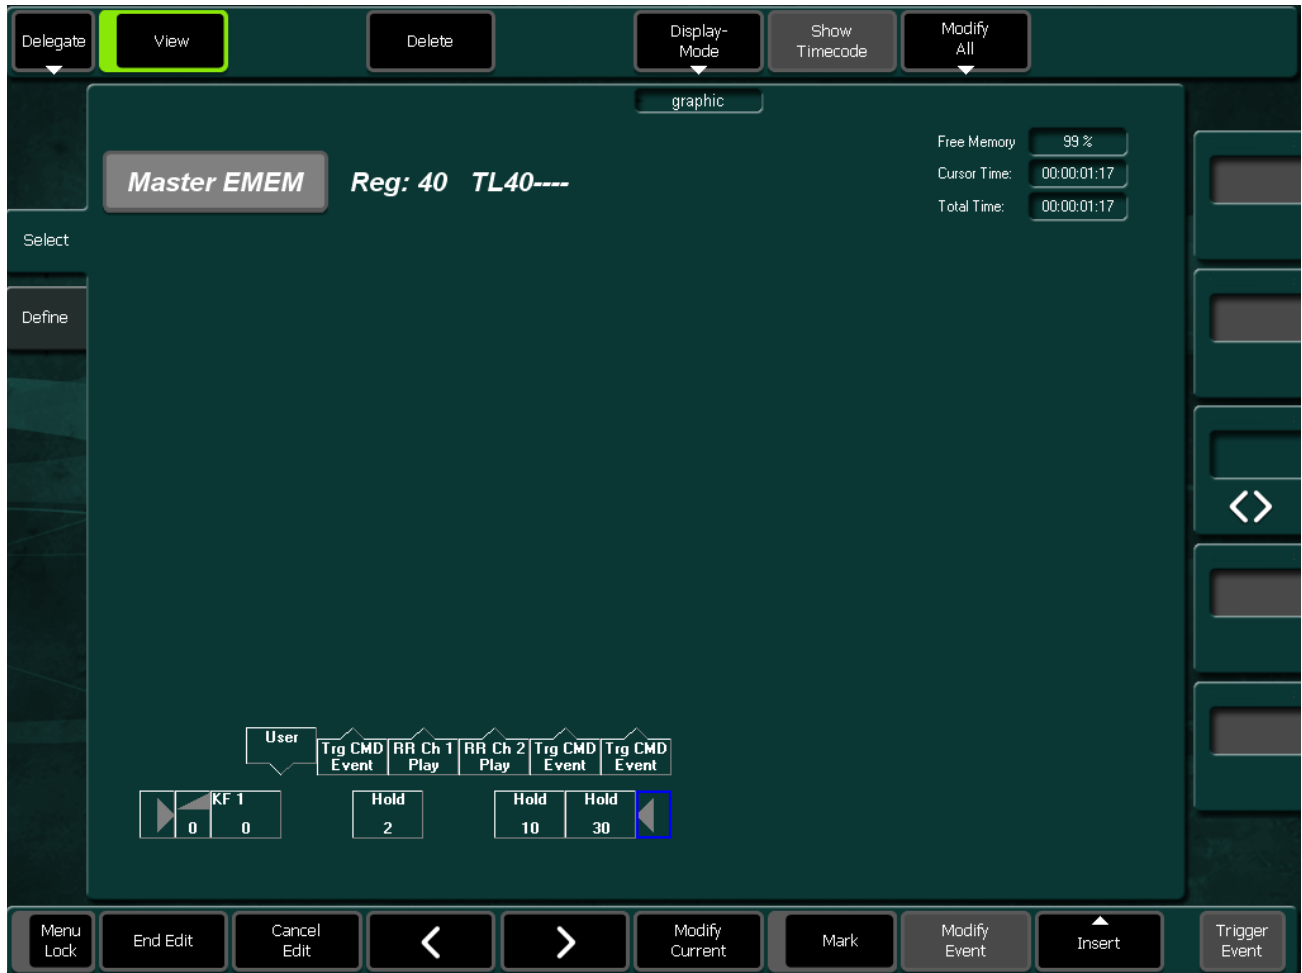 Delegate
View
Delete
Display-
Mode
Show
Timecode
Modify
All
graphic
Free Memory 99 %
Cursor Time: 00:00:01:17
Total Time: 00:00:01:17
Master EMEM Reg: 40 TL40----
Select
Define
User
Trg CMD
Event
RR Ch 1
Play
RR Ch 2
Play
Trg CMD
Event
Trg CMD
Event
0
KF 1
0
Hold
2
Hold
10
Hold
30
Menu
Lock
End Edit
Cancel
Edit
Modify
Current
Mark
Modify
Event
Insert
Trigger
Event